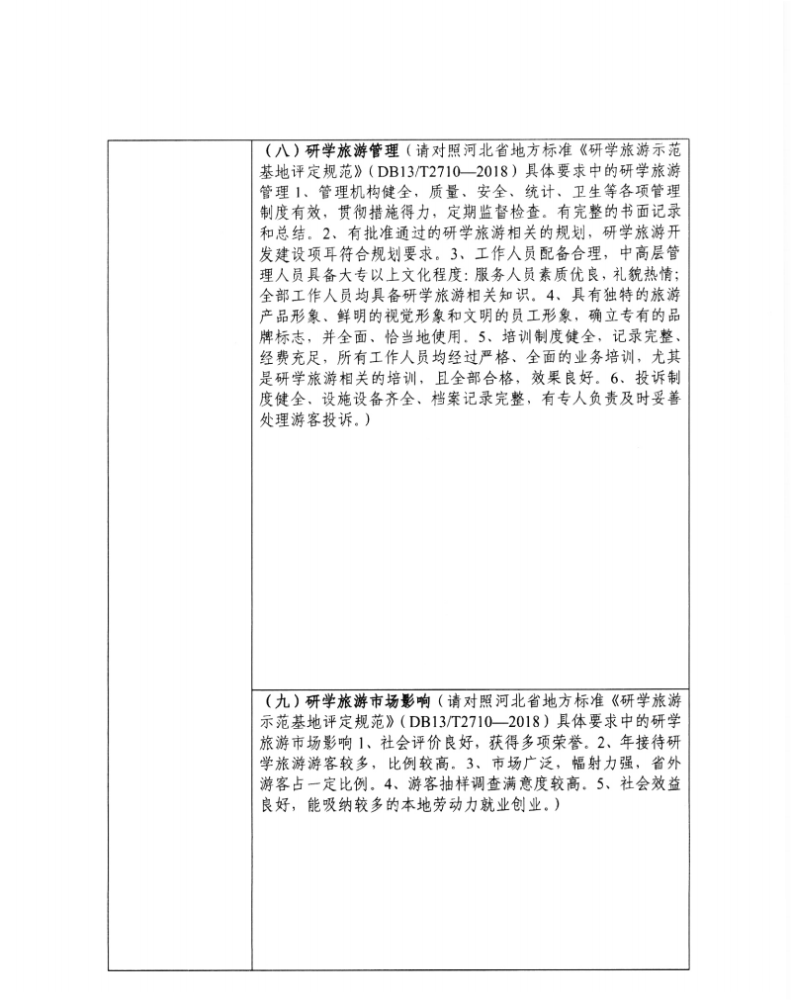 （八）研学旅游管理（请对照河北省地方标准《研学旅游示范
基地评定规范》（DB13/T2710—2018）具体要求中的研学旅游
管理 1、管理机构健全，质量、安全、统计、卫生等各项管理
制度有效，贯彻措施得力，定期监督检查。有完整的书面记录
和总结。2、有批准通过的研学旅游相关的规划，研学旅游开
发建设项耳符合规划要求。3、工作人员配备合理，中高层管
理人员具备大专以上文化程度；服务人员素质优良，礼貌热情；
全部工作人员均具备研学旅游相关知识。4、具有独特的旅游
产品形象、鲜明的视觉形象和文明的员工形象，确立专有的品
牌标志，并全面、恰当地使用。5、培训制度健全，记录完整、
经费充足，所有工作人员均经过严格、全面的业务培训，尤其
是研学旅游相关的培训，且全部合格，效果良好。6、投诉制
度健全、设施设备齐全、档案记录完整，有专人负责及时妥善
处理游客投诉。）
（九）研学旅游市场影响（请对照河北省地方标准《研学旅游
示范基地评定规范》（DB13/T2710—2018）具体要求中的研学
旅游市场影响 1、社会评价良好，获得多项荣誉。2、年接待研
学旅游游客较多，比例较高。3、市场广泛，幅射力强，省外
游客占一定比例。4、游客抽样调查满意度较高。5、社会效益
良好，能吸纳较多的本地劳动力就业创业。）